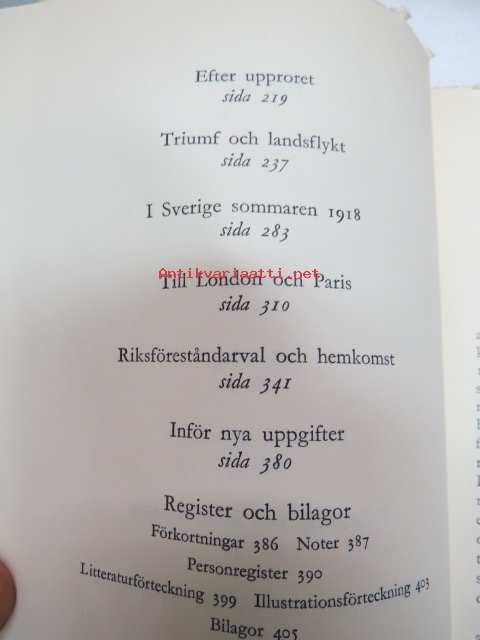 Efter upproret
sida 219
Triumf och landsflykt
sida 237
I Sverige sommaren 1918
sida 283
Antikvariaatti.net
Till London och Paris
sida 310
Riksföreståndarval och hemkomst
sida 341
Inför nya uppgifter
sida 380
Register och bilagor
Förkortningar 386 Noter 387
Personregister 390
Litteraturförteckning 399 Illustrationsförteckning 403
Bilagor 405